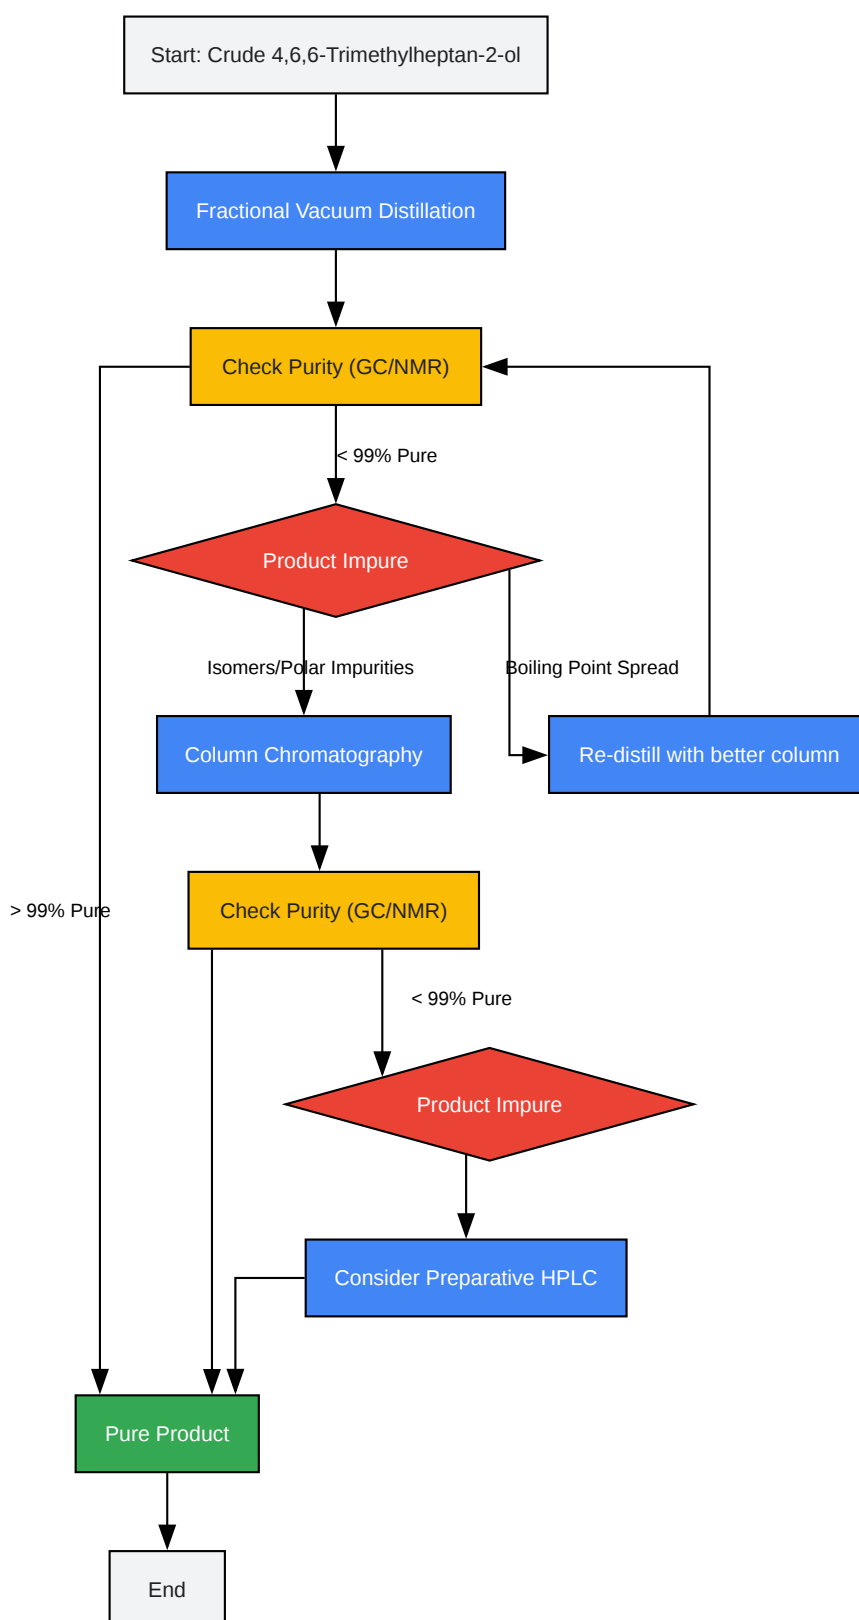 Start: Crude 4,6,6-Trimethylheptan-2-ol
Fractional Vacuum Distillation
Check Purity (GC/NMR)
< 99% Pure
Product Impure
Isomers/Polar Impurities
Boiling Point Spread
Column Chromatography
Re-distill with better column
Check Purity (GC/NMR)
> 99% Pure
< 99% Pure
Product Impure
Consider Preparative HPLC
Pure Product
End